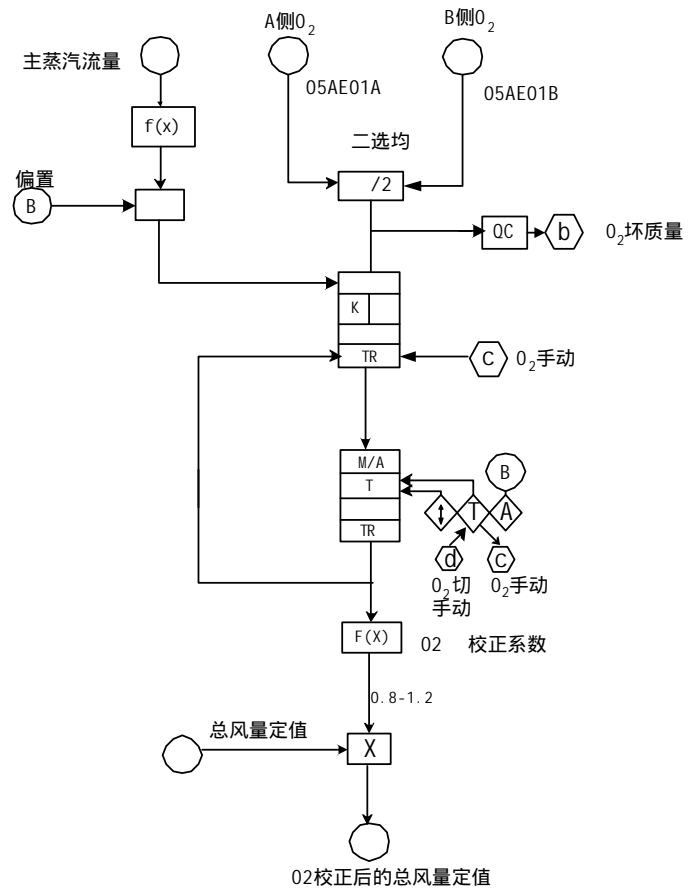 A侧O2
B侧O2
主蒸汽流量
05AE01A
05AE01B
f(x)
二选均
偏置
/2
B
QC
b
O2坏质量
K
TR
C
O2手动
M/A
B
T
T
A
TR
d
C
O2切
手动
O2手动
F(X)
02 校正系数
0.8-1.2
总风量定值
X
02校正后的总风量定值